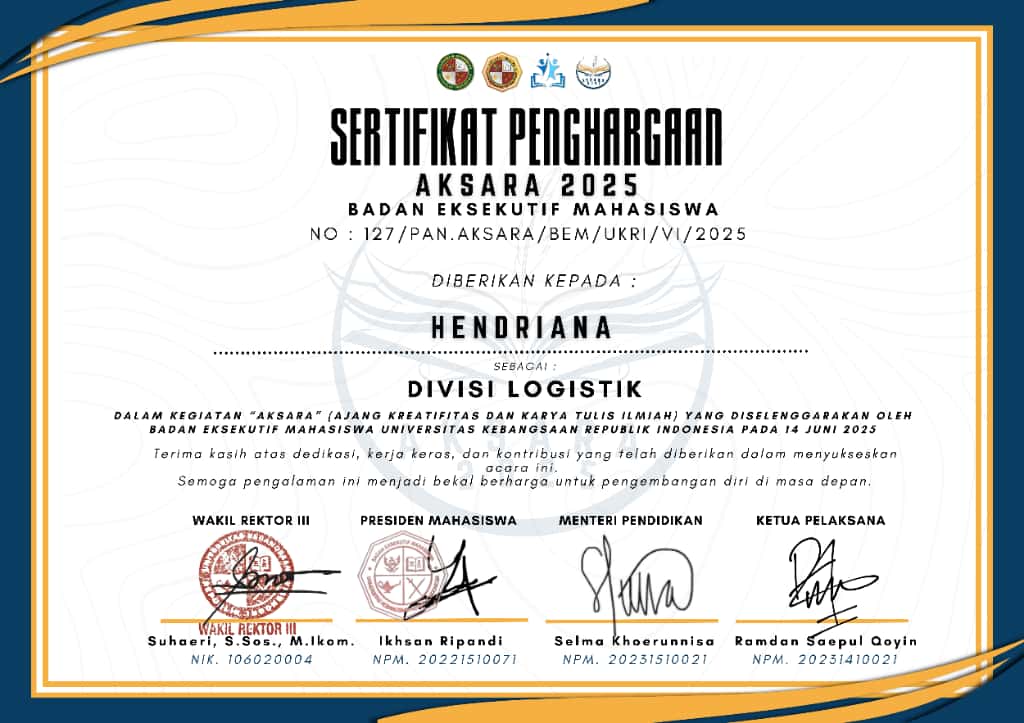 SERTIFIKAT PENGHARGAAN
AKSARA 2025
BADAN EKSEKUTIF MAHASISWA
NO : 127/PAN.AKSARA/BEM/UKRI/VI/2025
DIBERIKAN KEPADA :
HENDRIANA
SEBAGAI :
DIVISI LOGISTIK
DALAM KEGIATAN "AKSARA" (AJANG KREATIFITAS DAN KARYA TULIS ILMIAH) YANG DISELENGGARAKAN OLEH
BADAN EKSEKUTIF MAHASISWA UNIVERSITAS KEBANGSAAN REPUBLIK INDONESIA PADA 14 JUNI 2025
AKSARA
2025
Terima kasih atas dedikasi, kerja keras, dan kontribusi yang telah diberikan dalam menyukseskan
acara ini.
Semoga pengalaman ini menjadi bekal berharga untuk pengembangan diri di masa depan.
WAKIL REKTOR III PRESIDEN MAHASISWA MENTERI PENDIDIKAN KETUA PELAKSANA
WAKIL REKTOR III
Suhaeri, S.Sos., M.Ikom. Ikhsan Ripandi Selma Khoerunnisa Ramdan Saepul Qoyin
NIK. 106020004 NPM. 20221510071 NPM. 20231510021 NPM. 20231410021